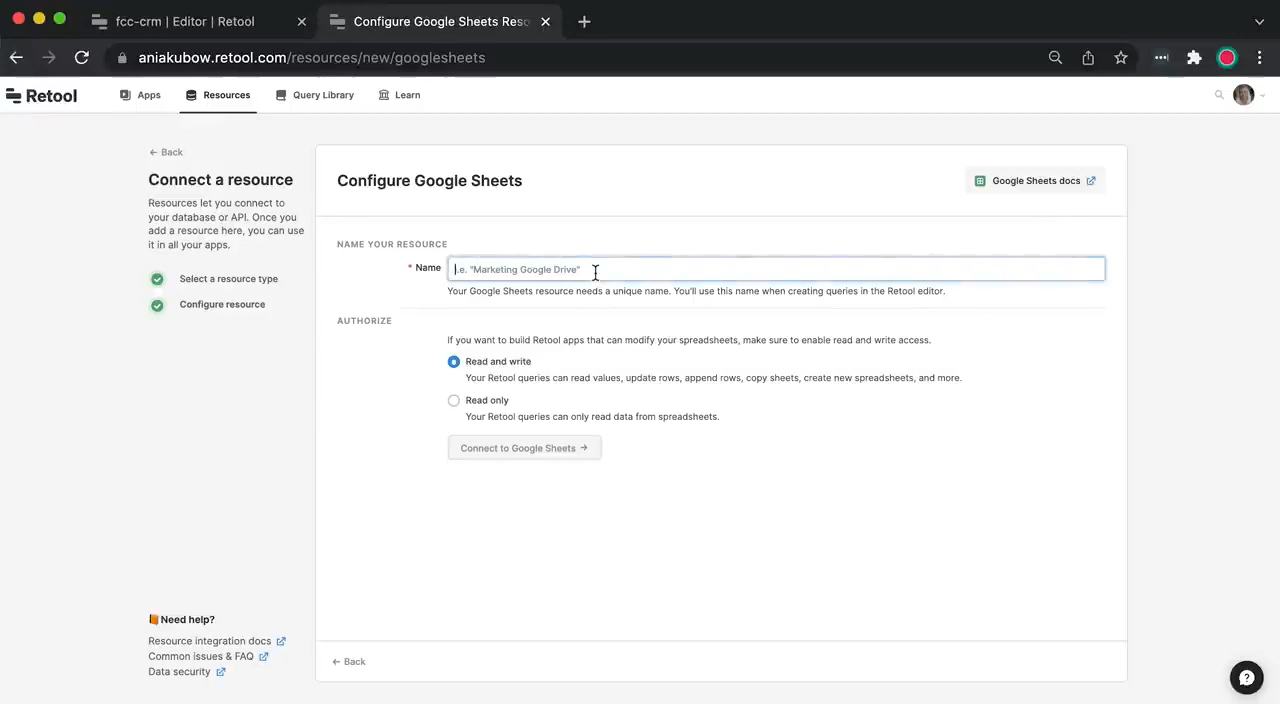 fcc-crm | Editor | Retool
Configure Google Sheets Reso
aniakubow.retool.com/resources/new/googlesheets
Retool
Apps
Resources
Query Library
Learn
← Back
Connect a resource
Resources let you connect to
your database or API. Once you
add a resource here, you can use
it in all your apps.
Select a resource type
Configure resource
Configure Google Sheets
Google Sheets docs
NAME YOUR RESOURCE
* Name
i.e. "Marketing Google Drive"
Your Google Sheets resource needs a unique name. You'll use this name when creating queries in the Retool editor.
AUTHORIZE
If you want to build Retool apps that can modify your spreadsheets, make sure to enable read and write access.
Read and write
Your Retool queries can read values, update rows, append rows, copy sheets, create new spreadsheets, and more.
Read only
Your Retool queries can only read data from spreadsheets.
Connect to Google Sheets →
Need help?
Resource integration docs
Common issues & FAQ
Data security
← Back